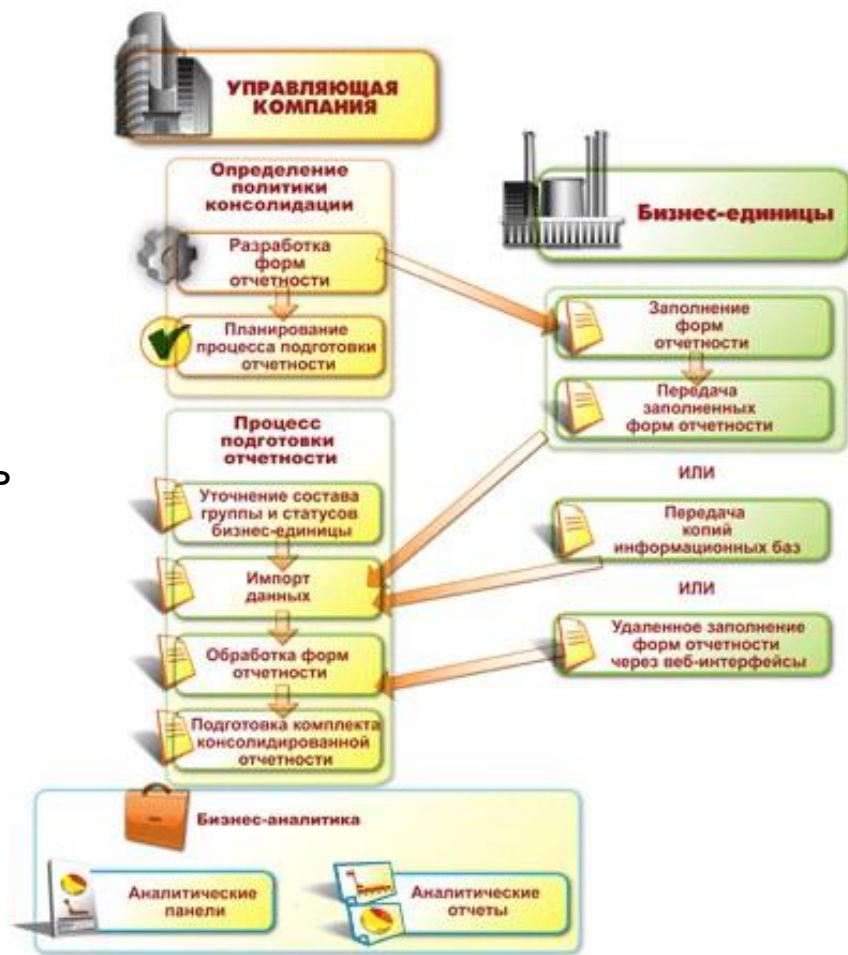 УПРАВЛЯЮЩАЯ
КОМПАНИЯ
Определение
политики
консолидации
Разработка
форм
отчетности
Планирование
процесса подготовки
отчетности
Процесс
подготовки
отчетности
Уточнение состава
группы и статусов
бизнес-единицы
Импорт
данных
Обработка форм
отчетности
Подготовка комплекта
консолидированной
отчетности
Бизнес-единицы
Заполнение
форм
отчетности
Передача
заполненных
форм отчетности
ИЛИ
Передача
копий
информационных баз
ИЛИ
Удаленное заполнение
форм отчетности
через веб-интерфейсы
ь
Бизнес-аналитика
Аналитические
панели
Аналитические
отчеты